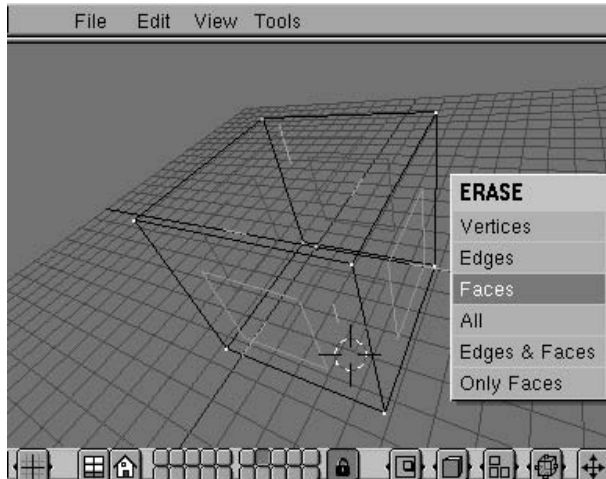 File Edit View Tools
ERASE
Vertices
Edges
Faces
All
Edges & Faces
Only Faces